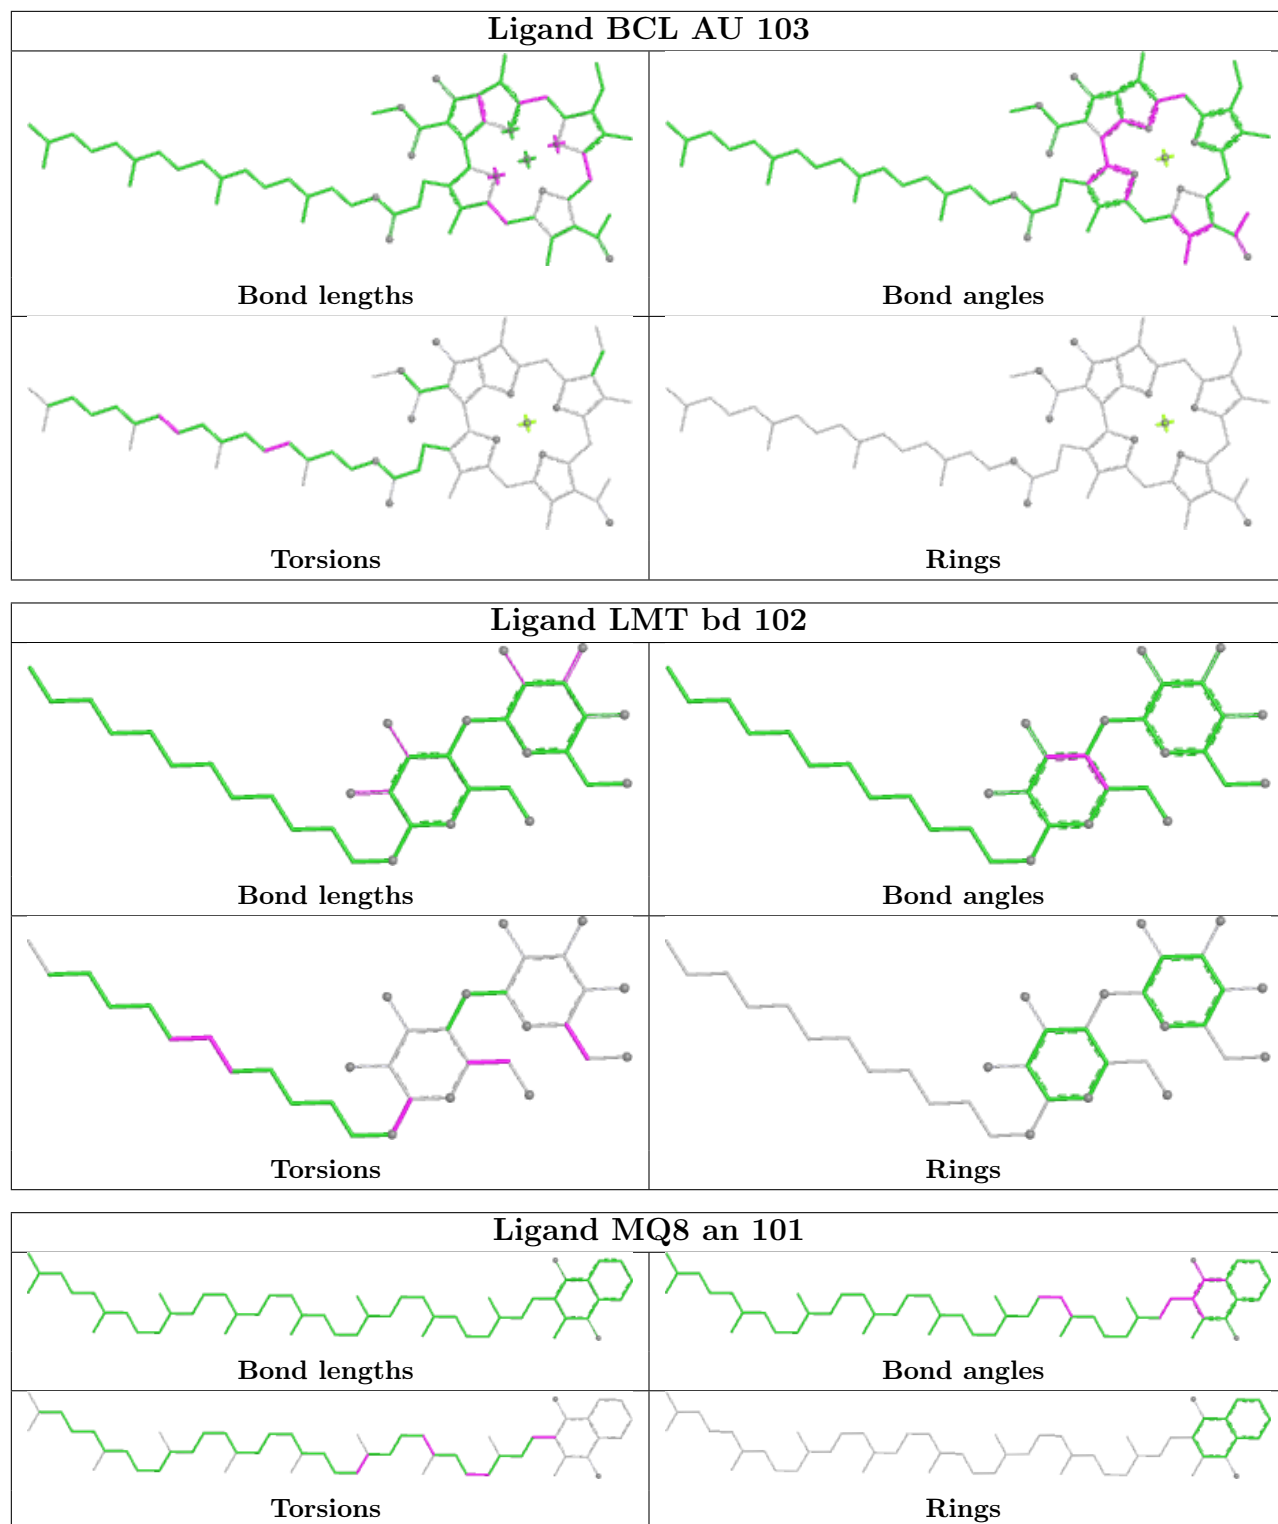 Ligand BCL AU 103
Bond lengths
Bond angles
Torsions
Rings
Ligand LMT bd 102
Bond lengths
Bond angles
Torsions
Rings
Ligand MQ8 an 101
Bond lengths
Bond angles
Torsions
Rings